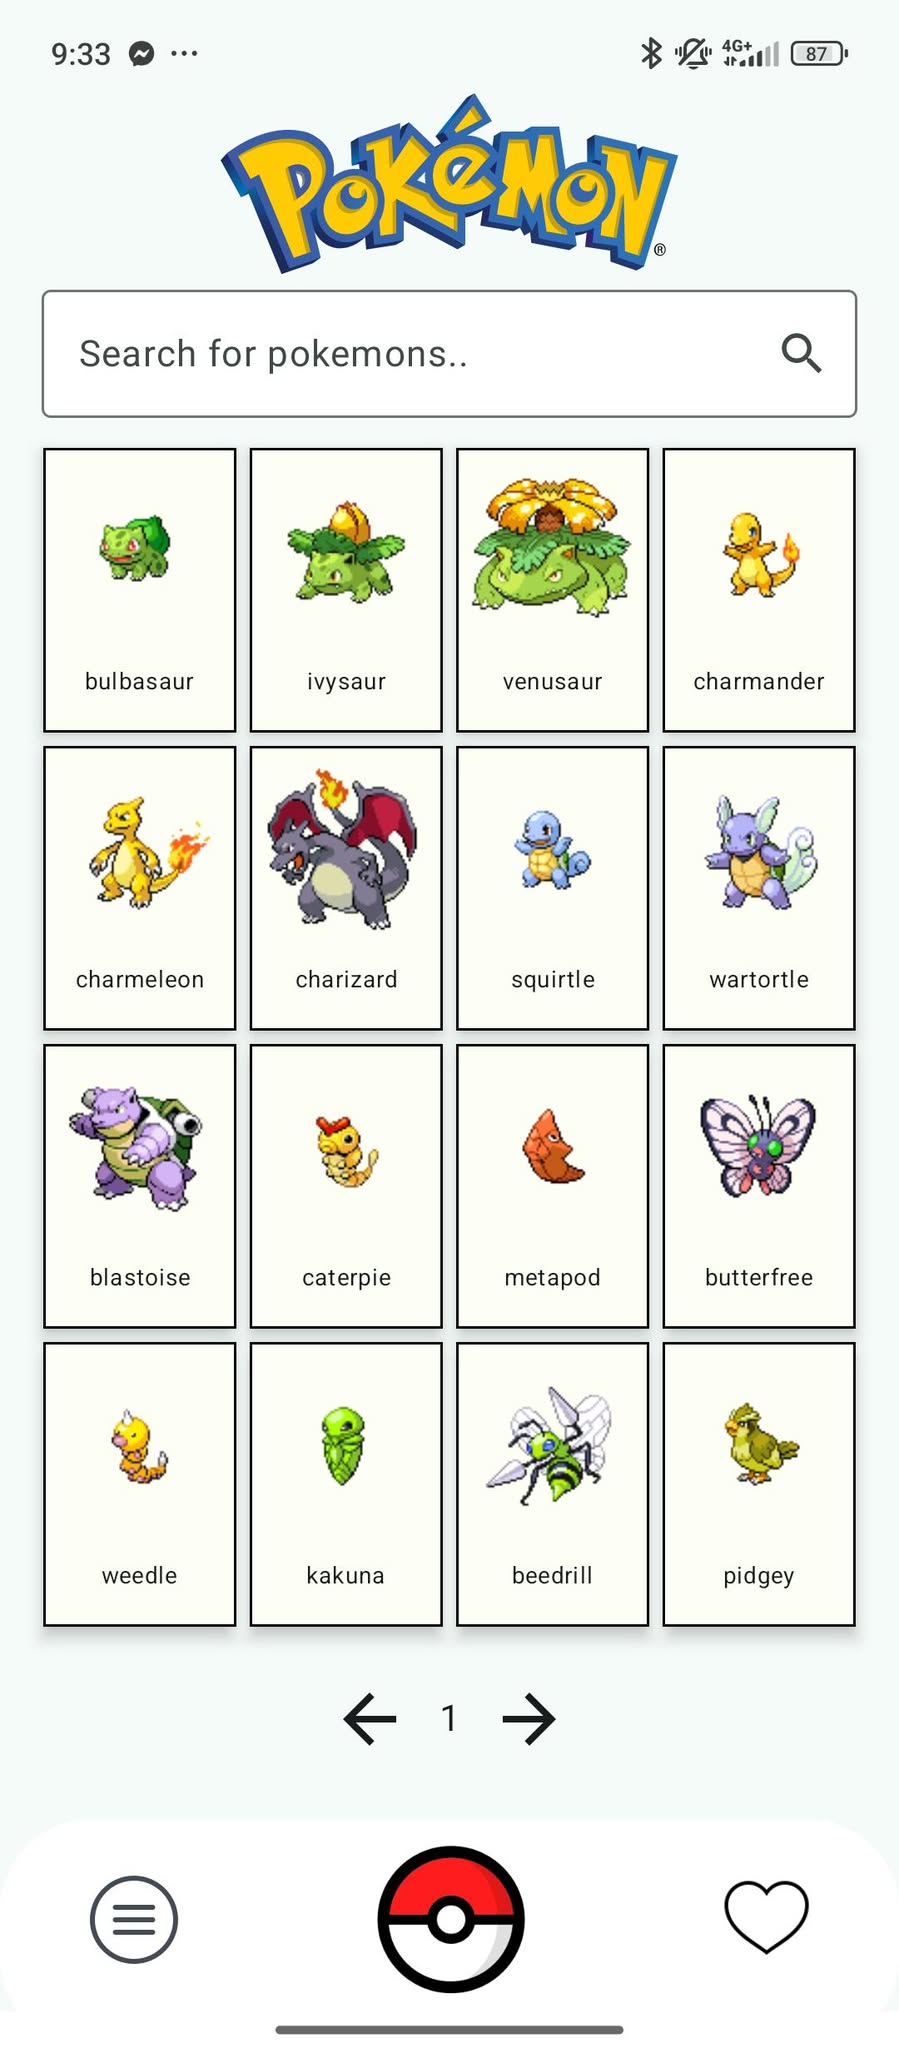 9:33
4G+
87
POKéMON
®
Search for pokemons..
bulbasaur
ivysaur
venusaur
charmander
charmeleon
charizard
squirtle
wartortle
blastoise
caterpie
metapod
butterfree
weedle
kakuna
beedrill
pidgey
1